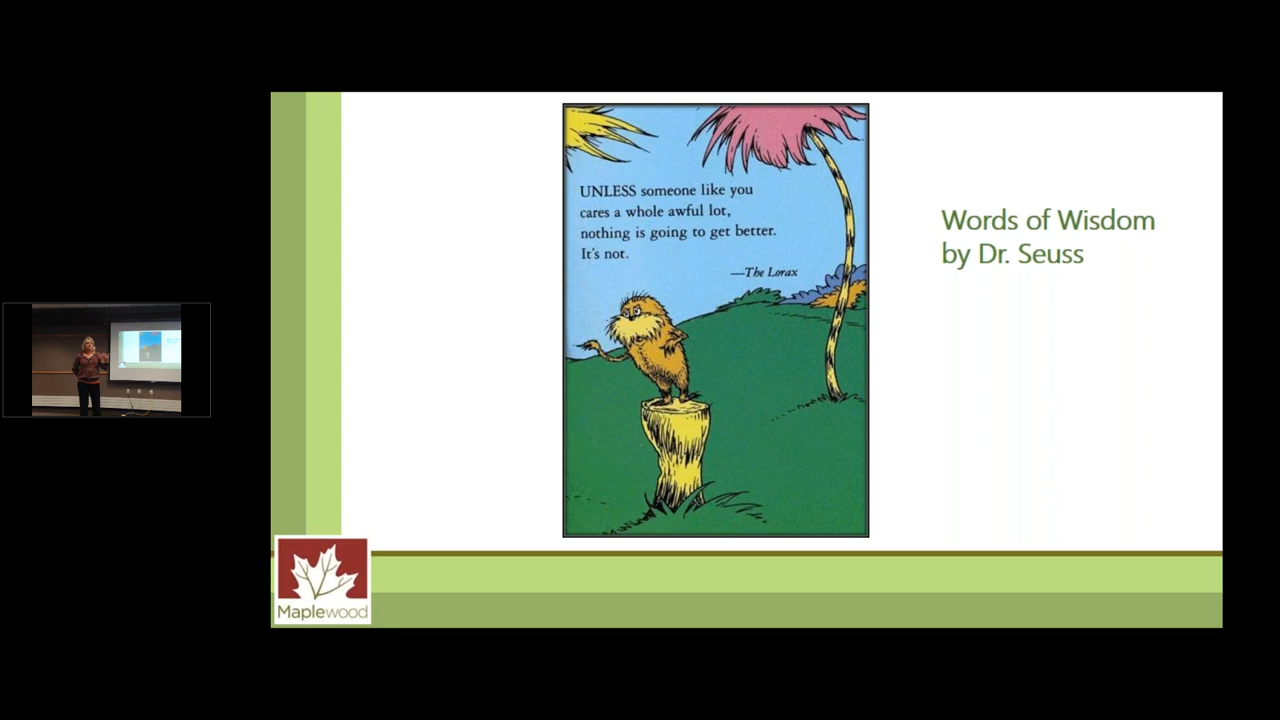 UNLESS someone like you
cares a whole awful lot,
nothing is going to get better.
It's not.
—The Lorax
Words of Wisdom
by Dr. Seuss
Maplewood